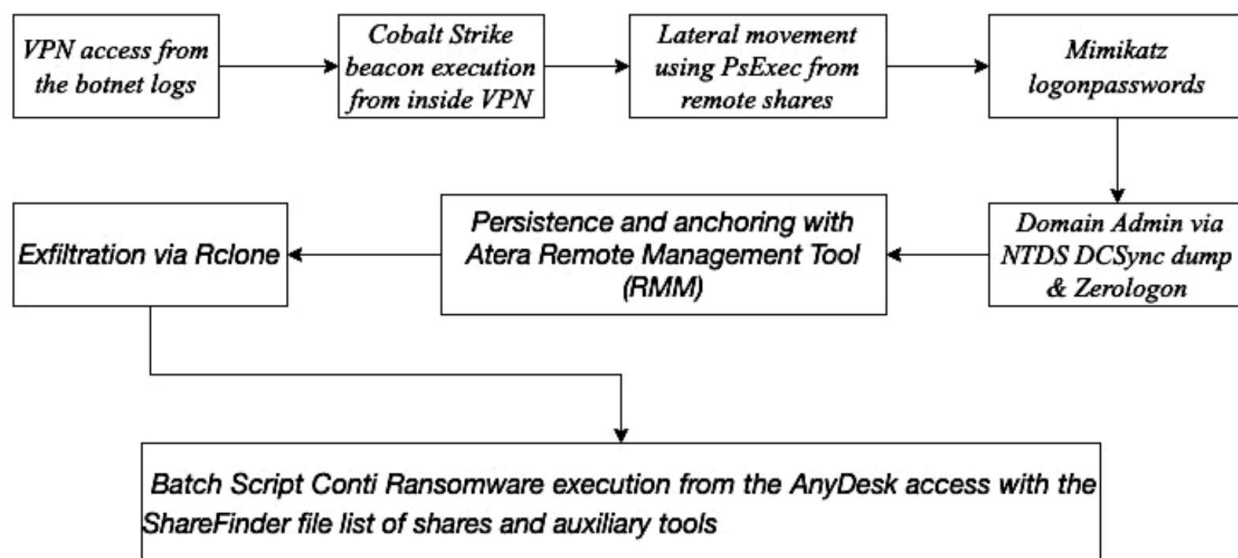 VPN access from
the botnet logs
Cobalt Strike
beacon execution
from inside VPN
Lateral movement
using PsExec from
remote shares
Mimikatz
logonpasswords
Domain Admin via
NTDS DCSync dump
& Zerologon
Persistence and anchoring with
Atera Remote Management Tool
(RMM)
Exfiltration via Rclone
Batch Script Conti Ransomware execution from the AnyDesk access with the
ShareFinder file list of shares and auxiliary tools